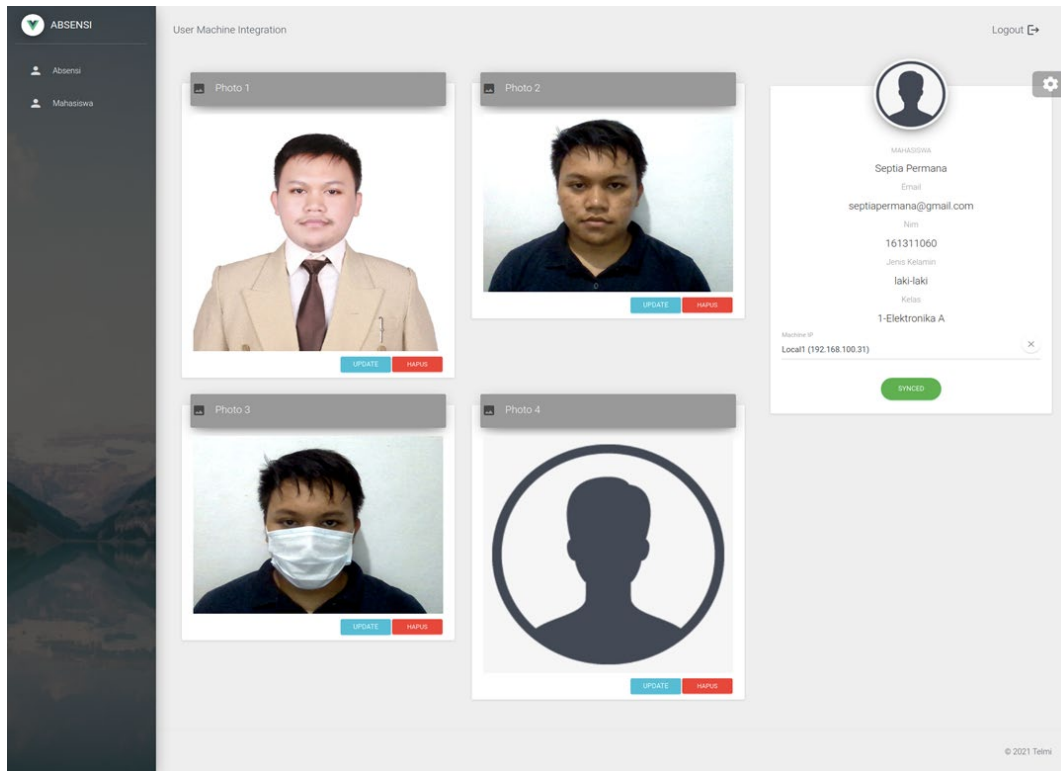 ABSENSI
Absensi
Mahasiswa
User Machine Integration
Logout
Photo 1
UPDATE HAPUS
Photo 2
UPDATE HAPUS
Photo 3
UPDATE HAPUS
Photo 4
UPDATE HAPUS
MAHASISWA
Septia Permana
Email
septiapermana@gmail.com
Nim
161311060
Jenis Kelamin
laki-laki
Kelas
1-Elektronika A
Machine IP
Local1 (192.168.100.31)
SYNCED
© 2021 Telmi